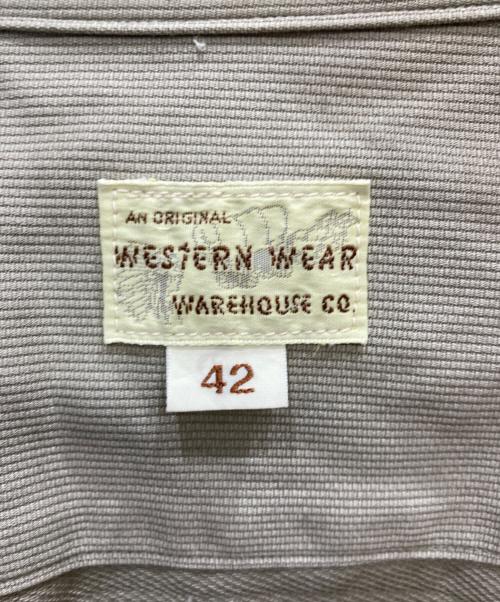 AN ORIGINAL
WESTERN WEAR
WAREHOUSE CO.
42